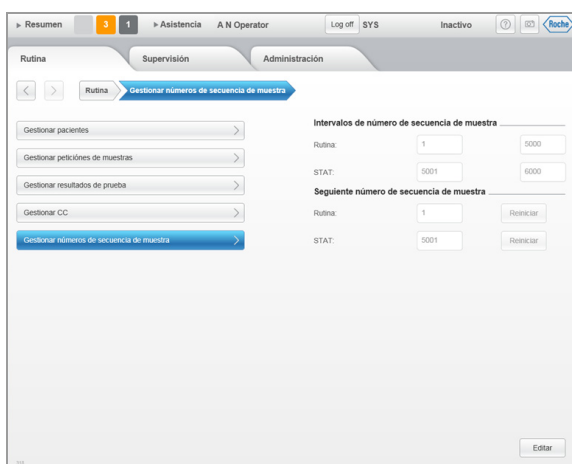 Resumen 3 1 Asistencia A N Operator Log off SYS Inactivo ? Roche
Rutina Supervisión Administración
Rutina Gestionar números de secuencia de muestra
Gestionar pacientes
Gestionar peticiónes de muestras
Gestionar resultados de prueba
Gestionar CC
Gestionar números de secuencia de muestra
Intervalos de número de secuencia de muestra
Rutina: 1 5000
STAT: 5001 6000
Seguiente número de secuencia de muestra
Rutina: 1 Reiniciar
STAT: 5001 Reiniciar
Editar